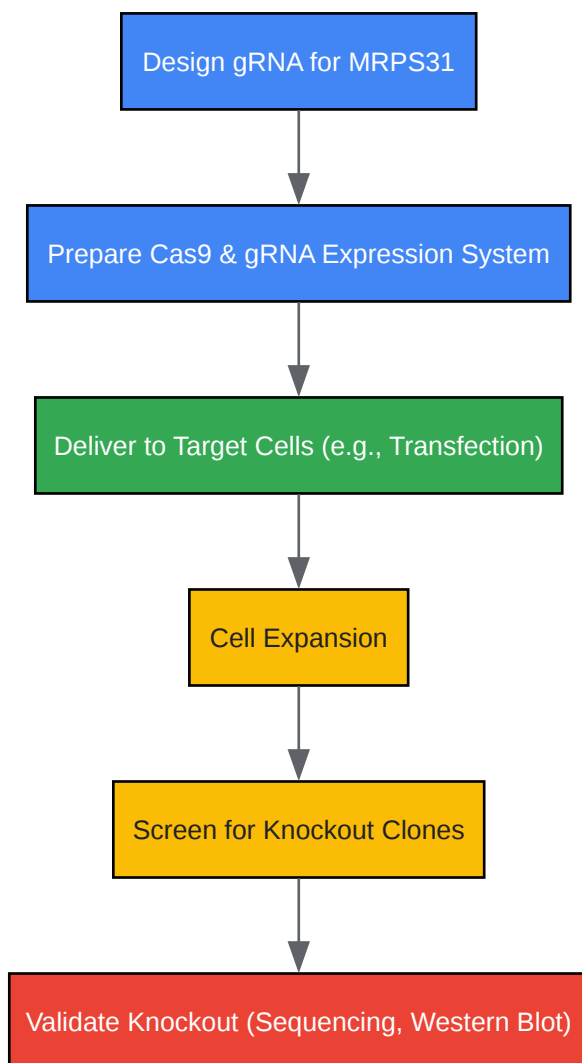 Design gRNA for MRPS31
Prepare Cas9 & gRNA Expression System
Deliver to Target Cells (e.g., Transfection)
Cell Expansion
Screen for Knockout Clones
Validate Knockout (Sequencing, Western Blot)